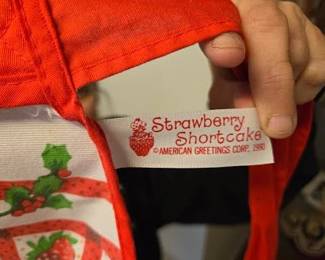 Strawberry
Shortcake
© AMERICAN GREETINGS CORP. 1980